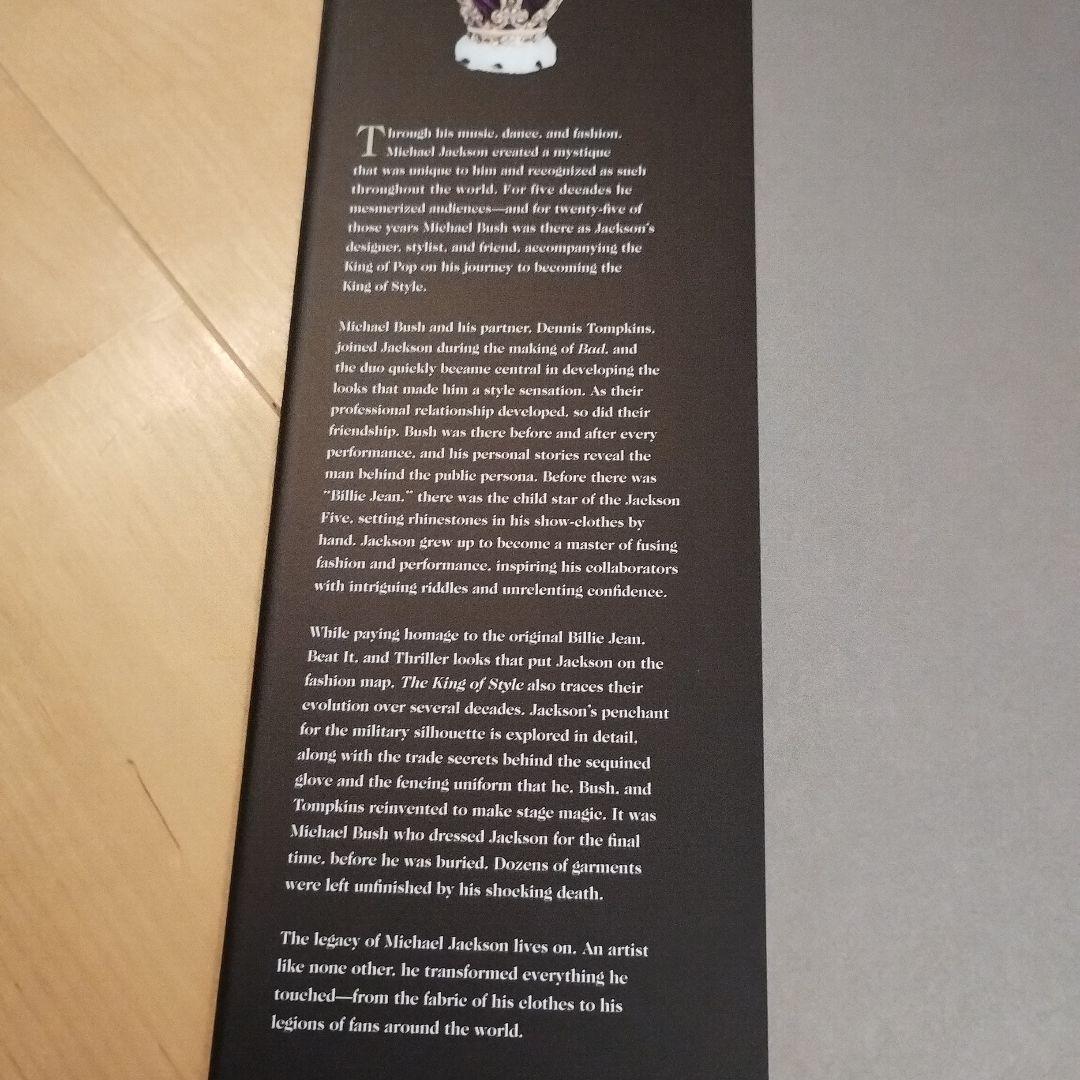 Through his music, dance, and fashion,
Michael Jackson created a mystique
that was unique to him and recognized as such
throughout the world. For five decades he
mesmerized audiences—and for twenty-five of
those years Michael Bush was there as Jackson's
designer, stylist, and friend, accompanying the
King of Pop on his journey to becoming the
King of Style.
Michael Bush and his partner, Dennis Tompkins,
joined Jackson during the making of Bad, and
the duo quickly became central in developing the
looks that made him a style sensation. As their
professional relationship developed, so did their
friendship. Bush was there before and after every
performance, and his personal stories reveal the
man behind the public persona. Before there was
"Billie Jean," there was the child star of the Jackson
Five, setting rhinestones in his show-clothes by
hand. Jackson grew up to become a master of fusing
fashion and performance, inspiring his collaborators
with intriguing riddles and unrelenting confidence.
While paying homage to the original Billie Jean,
Beat It, and Thriller looks that put Jackson on the
fashion map, The King of Style also traces their
evolution over several decades. Jackson's penchant
for the military silhouette is explored in detail,
along with the trade secrets behind the sequined
glove and the fencing uniform that he, Bush, and
Tompkins reinvented to make stage magic. It was
Michael Bush who dressed Jackson for the final
time, before he was buried. Dozens of garments
were left unfinished by his shocking death.
The legacy of Michael Jackson lives on. An artist
like none other, he transformed everything he
touched—from the fabric of his clothes to his
legions of fans around the world.